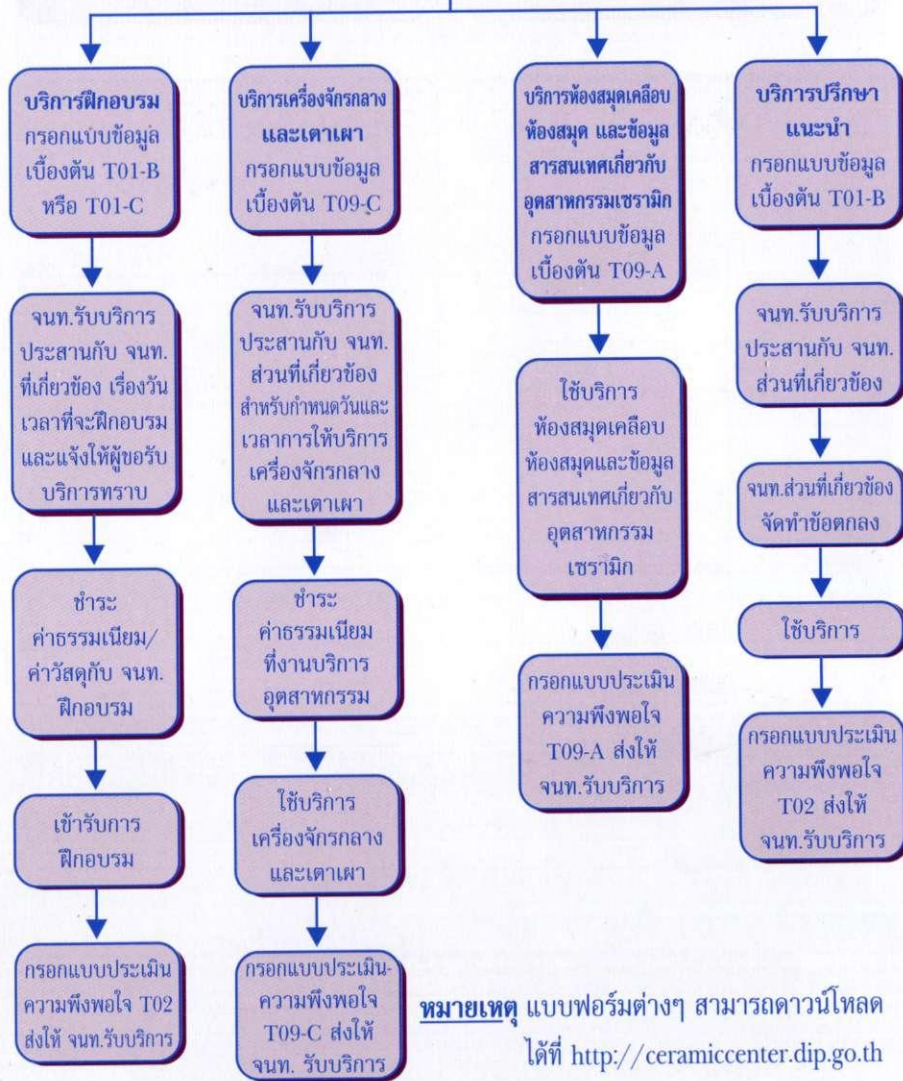 บริการฝึกอบรม
กรอกแบบข้อมูล
เบื้องต้น T01-B
หรือ T01-C
จนท.รับบริการ
ประสานกับ จนท.
ที่เกี่ยวข้อง เรื่องวัน
เวลาที่จะฝึกอบรม
และแจ้งให้ผู้ขอรับ
บริการทราบ
ชำระ
ค่าธรรมเนียม/
ค่าวัสดุกับ จนท.
ฝึกอบรม
เข้ารับการ
ฝึกอบรม
กรอกแบบประเมิน
ความพึงพอใจ T02
ส่งให้ จนท.รับบริการ
บริการเครื่องจักรกลาง
และเตาเผา
กรอกแบบข้อมูล
เบื้องต้น T09-C
จนท.รับบริการ
ประสานกับ จนท.
ส่วนที่เกี่ยวข้อง
สำหรับกำหนดวันและ
เวลาการให้บริการ
เครื่องจักรกลาง
และเตาเผา
ชำระ
ค่าธรรมเนียม
ที่งานบริการ
อุตสาหกรรม
ใช้บริการ
เครื่องจักรกลาง
และเตาเผา
กรอกแบบประเมิน-
ความพึงพอใจ
T09-C ส่งให้
จนท. รับบริการ
บริการห้องสมุดเคลือบ
ห้องสมุด และข้อมูล
สารสนเทศเกี่ยวกับ
อุตสาหกรรมเซรามิก
กรอกแบบข้อมูล
เบื้องต้น T09-A
ใช้บริการ
ห้องสมุดเคลือบ
ห้องสมุดและข้อมูล
สารสนเทศเกี่ยวกับ
อุตสาหกรรม
เซรามิก
กรอกแบบประเมิน
ความพึงพอใจ
T09-A ส่งให้
จนท.รับบริการ
บริการปรึกษา
แนะนำ
กรอกแบบข้อมูล
เบื้องต้น T01-B
จนท.รับบริการ
ประสานกับ จนท.
ส่วนที่เกี่ยวข้อง
จนท.ส่วนที่เกี่ยวข้อง
จัดทำข้อตกลง
ใช้บริการ
กรอกแบบประเมิน
ความพึงพอใจ
T02 ส่งให้
จนท.รับบริการ
หมายเหตุ แบบฟอร์มต่างๆ สามารถดาวน์โหลด
ได้ที่ http://ceramiccenter.dip.go.th